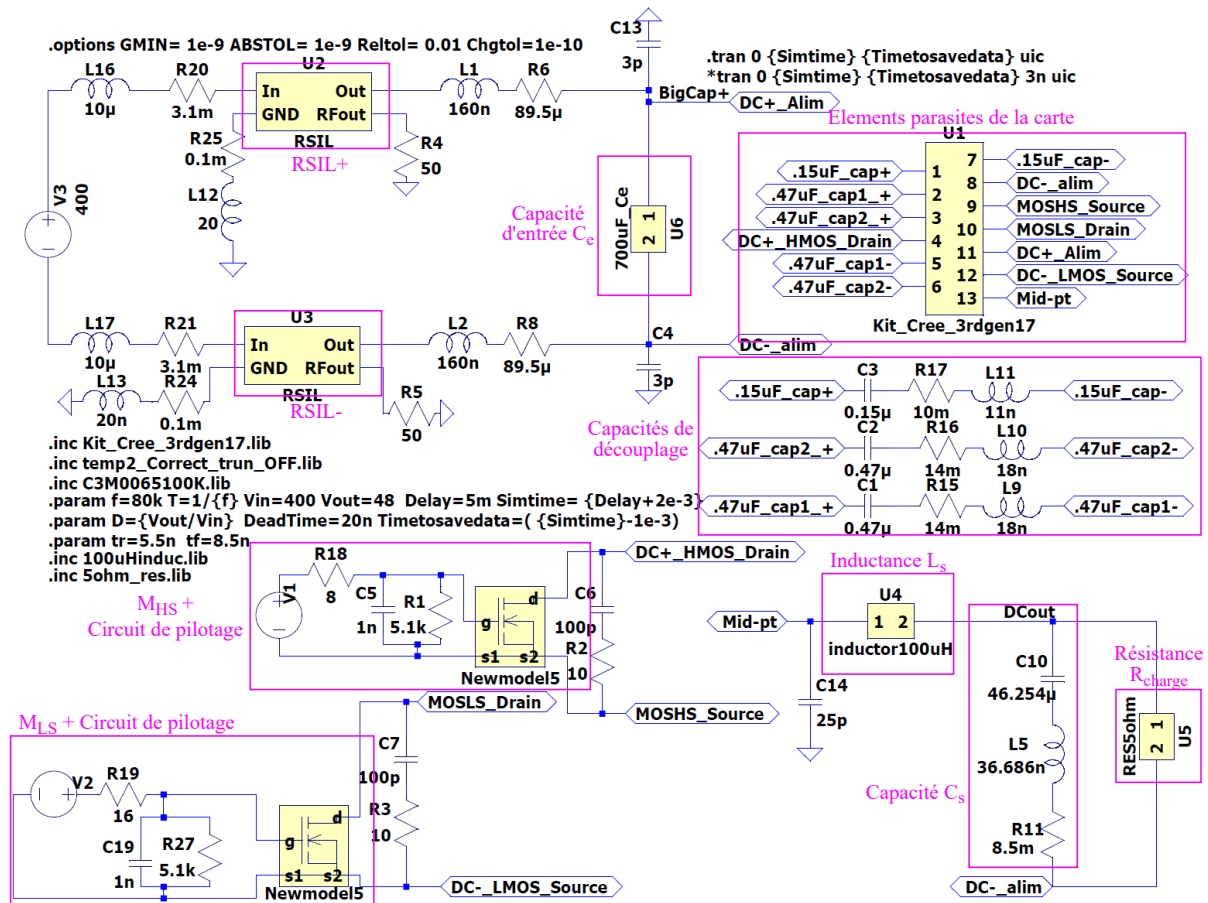 .options GMIN= 1e-9 ABSTOL= 1e-9 Reltol= 0.01 Chgtol=1e-10
C13
3p
.tran 0 {Simtime} {Timetosavedata} uic
*tran 0 {Simtime} {Timetosavedata} 3n uic
L16
10µ
R20
3.1m
U2
In
Out
GND
RFout
RSIL
RSIL+
L1
160n
R6
89.5µ
BigCap+
DC+_Alim
R25
0.1m
L12
20
R4
50
V3
400
Capacité
d'entrée Ce
700uF_Ce
1
2
U6
Elements parasites de la carte
U1
.15uF_cap+
.47uF_cap1_+
.47uF_cap2_+
DC+_HMOS_Drain
.47uF_cap1-
.47uF_cap2-
1
2
3
4
5
6
7
8
9
10
11
12
13
.15uF_cap-
DC-_alim
MOSHS_Source
MOSLS_Drain
DC+_Alim
DC-_LMOS_Source
Mid-pt
Kit_Cree_3rdgen17
L17
10µ
R21
3.1m
U3
In
Out
GND
RFout
RSIL
RSIL-
L2
160n
R8
89.5µ
C4
3p
DC-_alim
L13
20n
R24
0.1m
R5
50
Capacités de
découplage
.15uF_cap+
C3
0.15µ
R17
10m
L11
11n
.15uF_cap-
.47uF_cap2_+
C2
0.47µ
R16
14m
L10
18n
.47uF_cap2-
.47uF_cap1_+
C1
0.47µ
R15
14m
L9
18n
.47uF_cap1-
.inc Kit_Cree_3rdgen17.lib
.inc temp2_Correct_trun_OFF.lib
.inc C3M0065100K.lib
.param f=80k T=1/{f} Vin=400 Vout=48 Delay=5m Simtime= {Delay+2e-3}
.param D={Vout/Vin} DeadTime=20n Timetosavedata=( {Simtime}-1e-3)
.param tr=5.5n tf=8.5n
.inc 100uHinduc.lib
.inc 5ohm_res.lib
MHS +
Circuit de pilotage
V1
R18
8
C5
1n
R1
5.1k
g
d
s1
s2
Newmodel5
DC+_HMOS_Drain
C6
100p
R2
10
MOSHS_Source
Inductance Ls
Mid-pt
U4
1
2
inductor100uH
C14
25p
DCout
C10
46.254µ
L5
36.686n
R11
8.5m
Capacité Cs
DC-_alim
Résistance
Rcharge
RES5ohm
1
2
U5
MLS + Circuit de pilotage
V2
R19
16
C19
1n
R27
5.1k
g
d
s1
s2
Newmodel5
MOSLS_Drain
C7
100p
R3
10
DC-_LMOS_Source